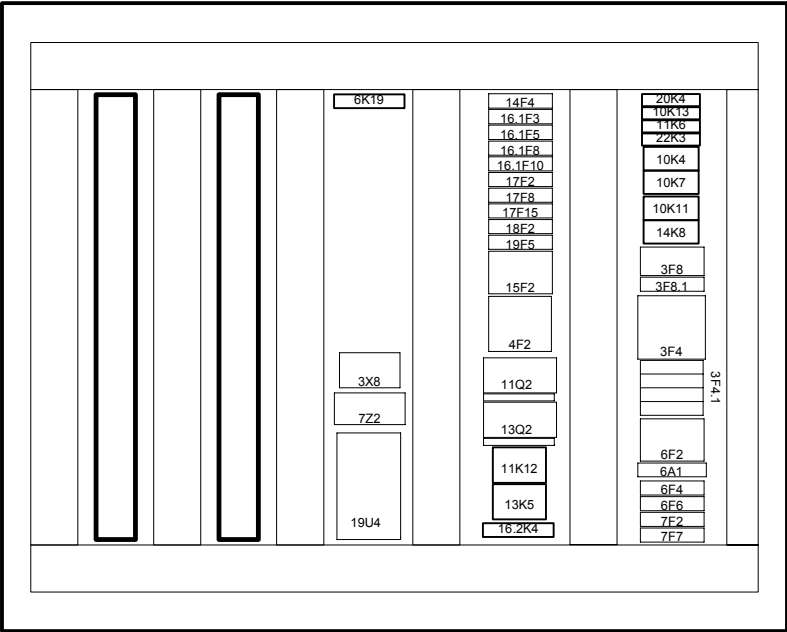 6K19
3X8
7Z2
19U4
14F4
16.1F3
16.1F5
16.1F8
16.1F10
17F2
17F8
17F15
18F2
19F5
15F2
4F2
11Q2
13Q2
11K12
13K5
16.2K4
20K4
10K13
11K6
22K3
10K4
10K7
10K11
14K8
3F8
3F8.1
3F4
3F4.1
6F2
6A1
6F4
6F6
7F2
7F7